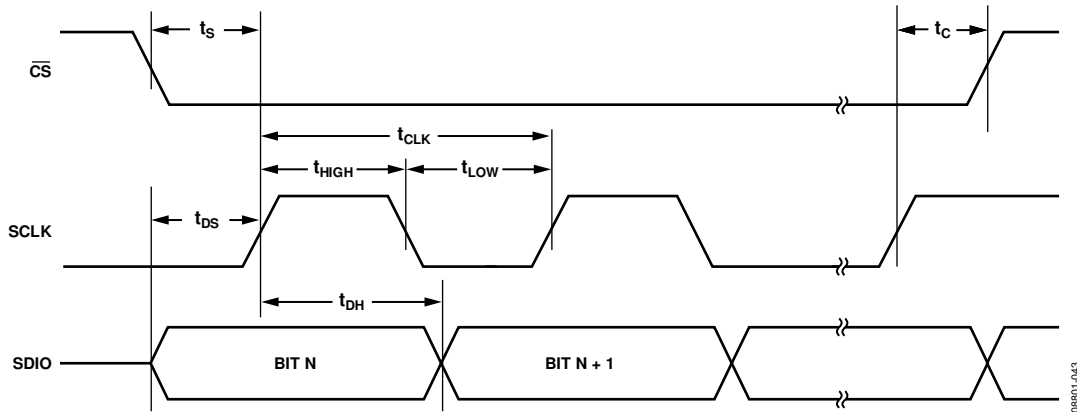 tS
tC
CS
tCLK
tHIGH
tLOW
tDS
SCLK
tDH
SDIO
BIT N
BIT N + 1
08801-043